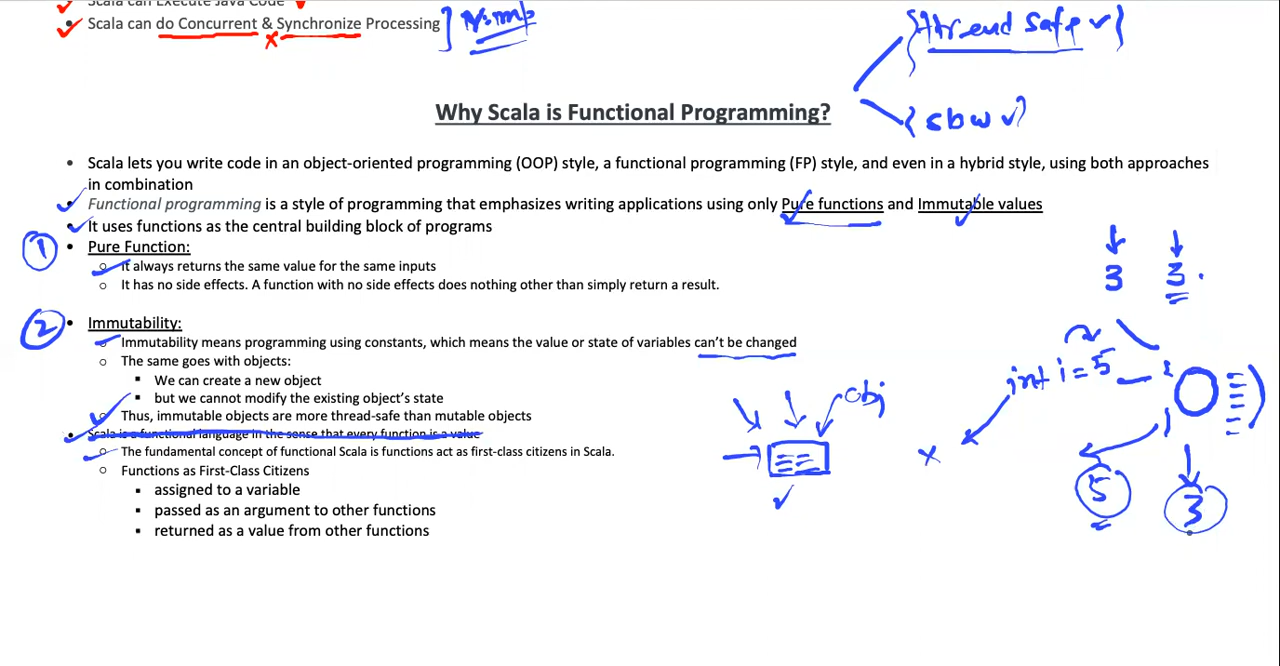 Scala can Execute Java Code
Scala can do Concurrent & Synchronize Processing
V.imp
thread safe
Why Scala is Functional Programming?
Scala lets you write code in an object-oriented programming (OOP) style, a functional programming (FP) style, and even in a hybrid style, using both approaches
in combination
Functional programming is a style of programming that emphasizes writing applications using only Pure functions and Immutable values
It uses functions as the central building block of programs
1
Pure Function:
It always returns the same value for the same inputs
It has no side effects. A function with no side effects does nothing other than simply return a result.
3 3
2
Immutability:
Immutability means programming using constants, which means the value or state of variables can't be changed
The same goes with objects:
We can create a new object
but we cannot modify the existing object's state
Thus, immutable objects are more thread-safe than mutable objects
int i = 5
obj
Scala is a functional language in the sense that every function is a value
The fundamental concept of functional Scala is functions act as first-class citizens in Scala.
Functions as First-Class Citizens
assigned to a variable
passed as an argument to other functions
returned as a value from other functions
5 3